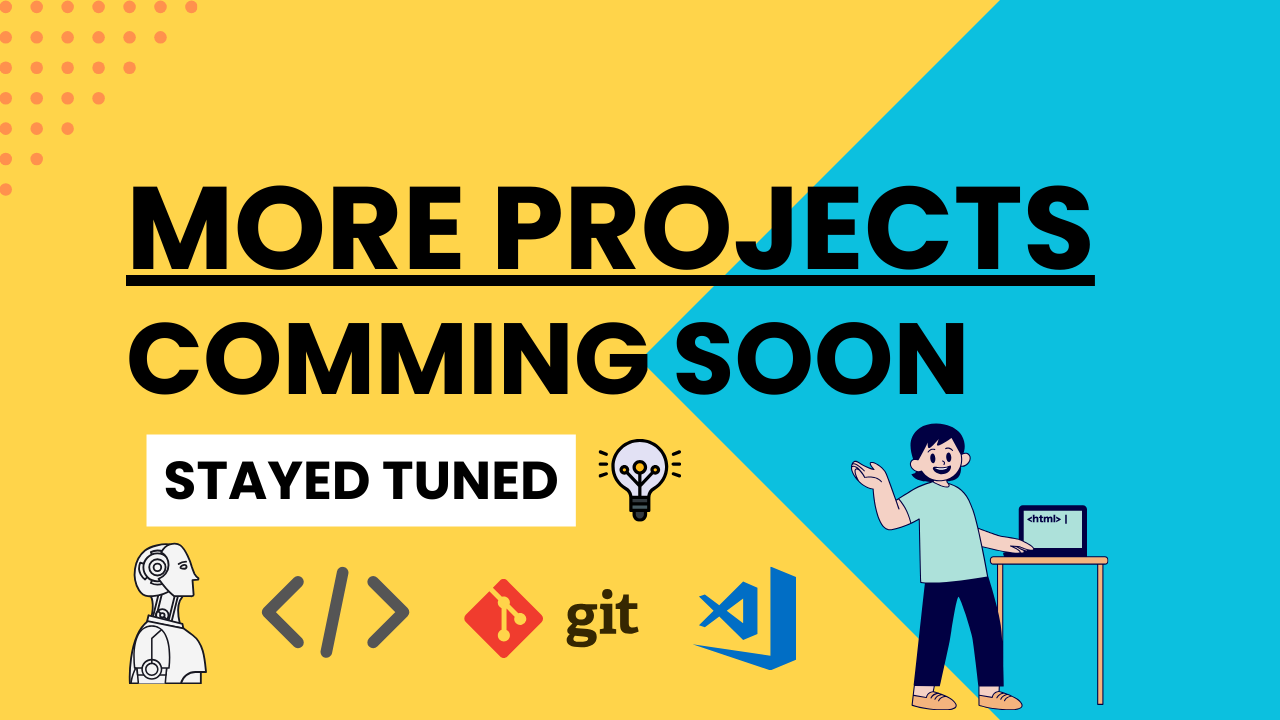 MORE PROJECTS
COMMING SOON
STAYED TUNED
<html> |
</>
git